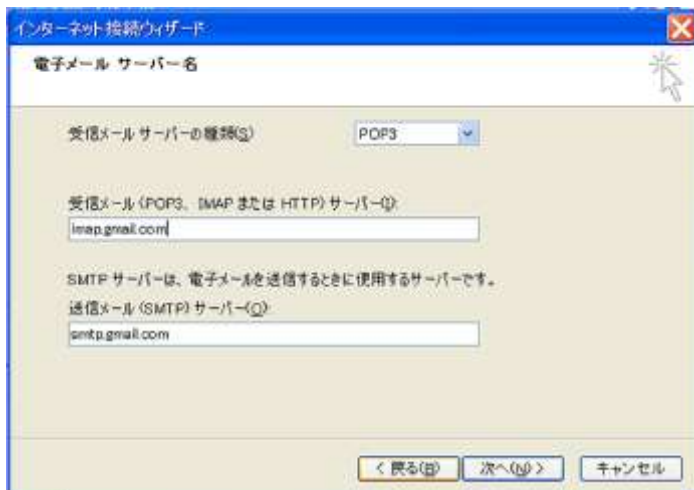 インターネット接続ウィザード
電子メール サーバー名
受信メール サーバーの種類(S)
POP3
受信メール (POP3、IMAP または HTTP) サーバー(I):
imap.gmail.com
SMTP サーバーは、電子メールを送信するときに使用するサーバーです。
送信メール (SMTP) サーバー(O):
smtp.gmail.com
< 戻る(B)
次へ(N) >
キャンセル